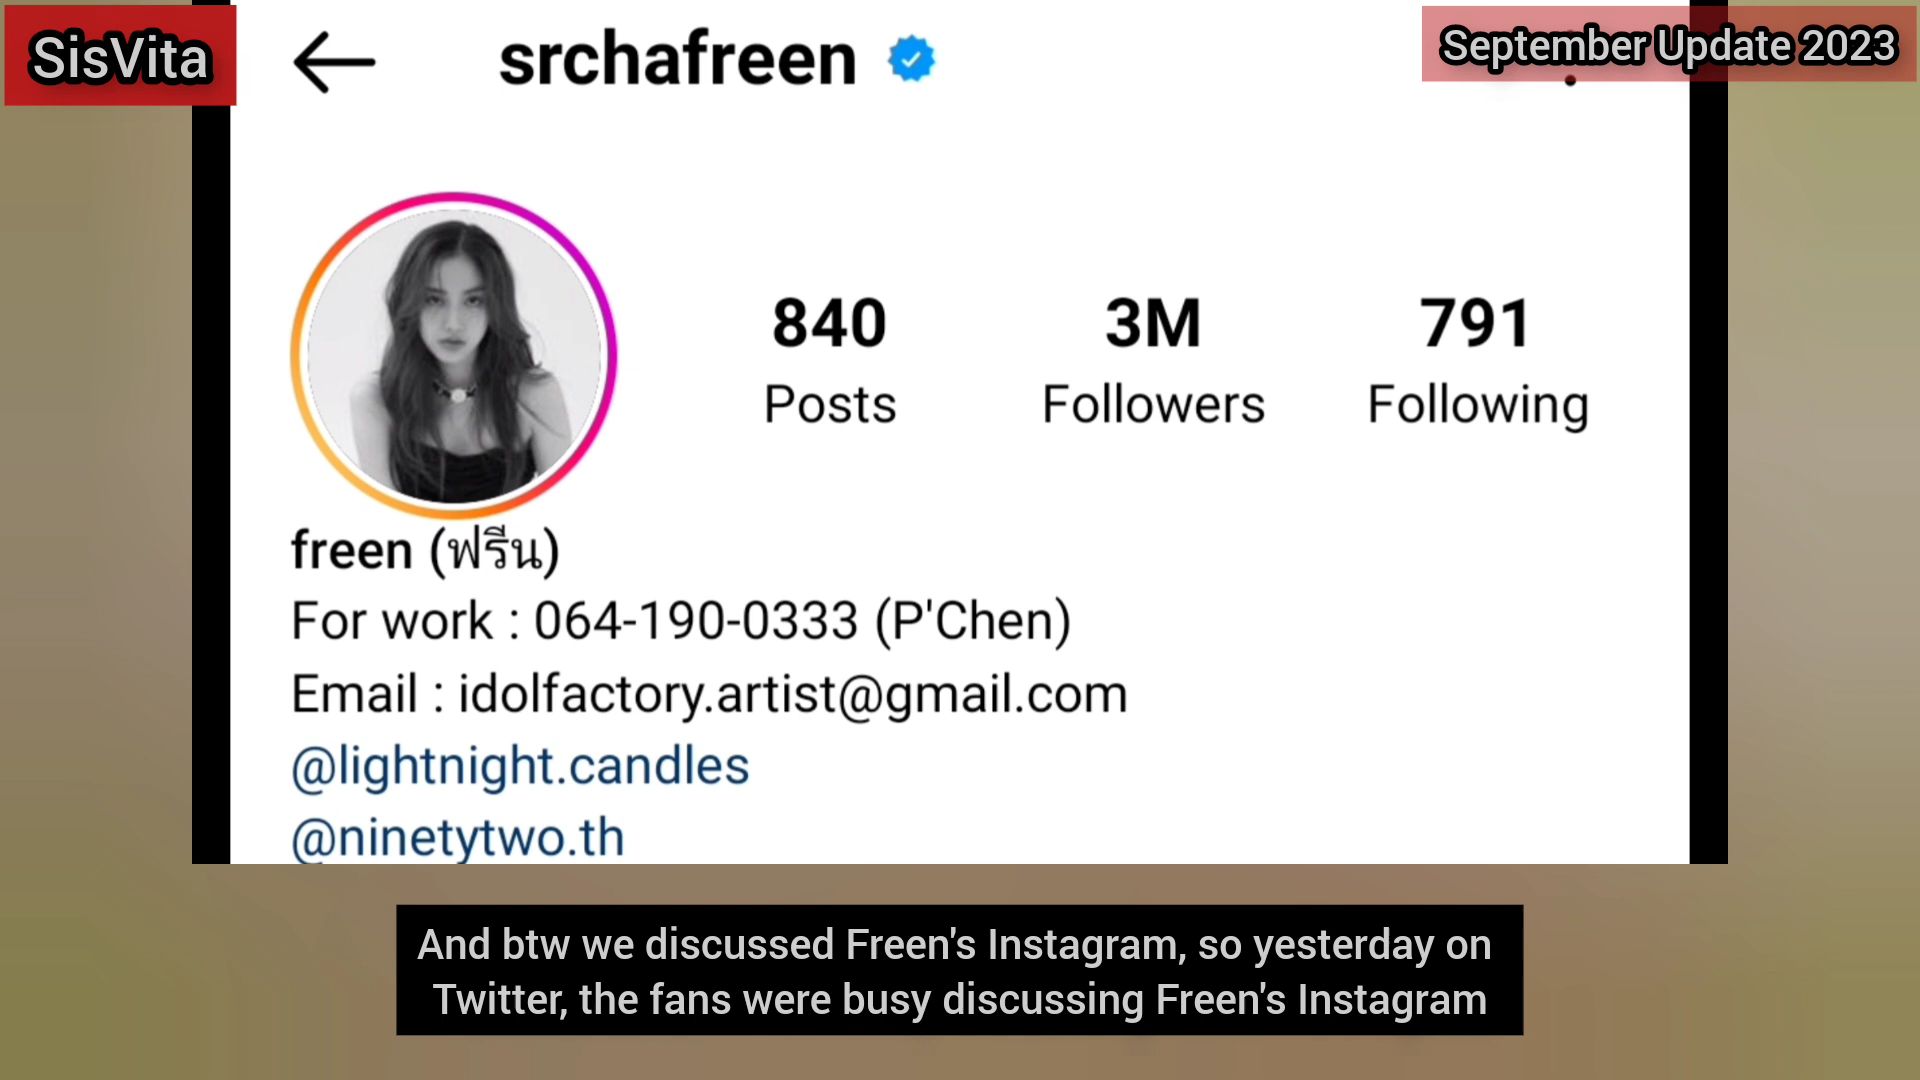 SisVita
srchafreen
September Update 2023
840
3M
791
Posts
Followers
Following
freen (ฟรีน)
For work : 064-190-0333 (P'Chen)
Email : idolfactory.artist@gmail.com
@lightnight.candles
@ninetytwo.th
And btw we discussed Freen's Instagram, so yesterday on
Twitter, the fans were busy discussing Freen's Instagram